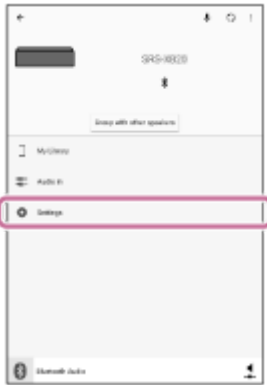 SRS-XB20
Group with other speakers
My Library
Audio in
Settings
Bluetooth Audio